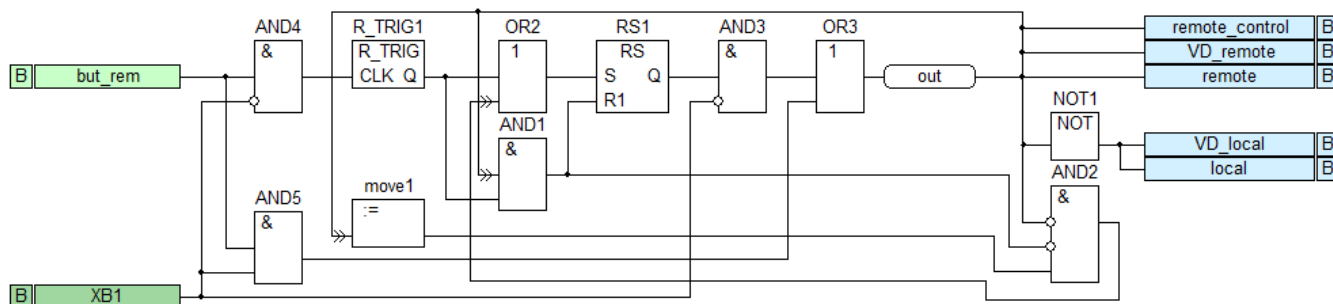 AND4
R_TRIG1
OR2
RS1
AND3
OR3
&
R_TRIG
1
RS
&
1
B
remote_control
B
VD_remote
B
B
but_rem
CLK
Q
S
Q
out
remote
B
R1
NOT1
AND1
NOT
&
VD_local
B
local
B
AND2
AND5
move1
&
&
:=
B
XB1